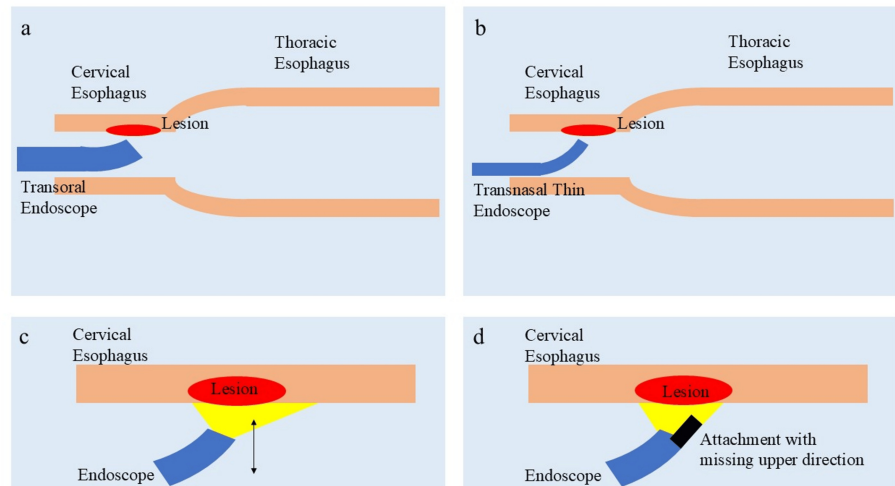 a
Thoracic
Esophagus
Cervical
Esophagus
Lesion
Transoral
Endoscope
b
Thoracic
Esophagus
Cervical
Esophagus
Lesion
Transnasal Thin
Endoscope
c
Cervical
Esophagus
Lesion
Endoscope
d
Cervical
Esophagus
Lesion
Attachment with
missing upper direction
Endoscope